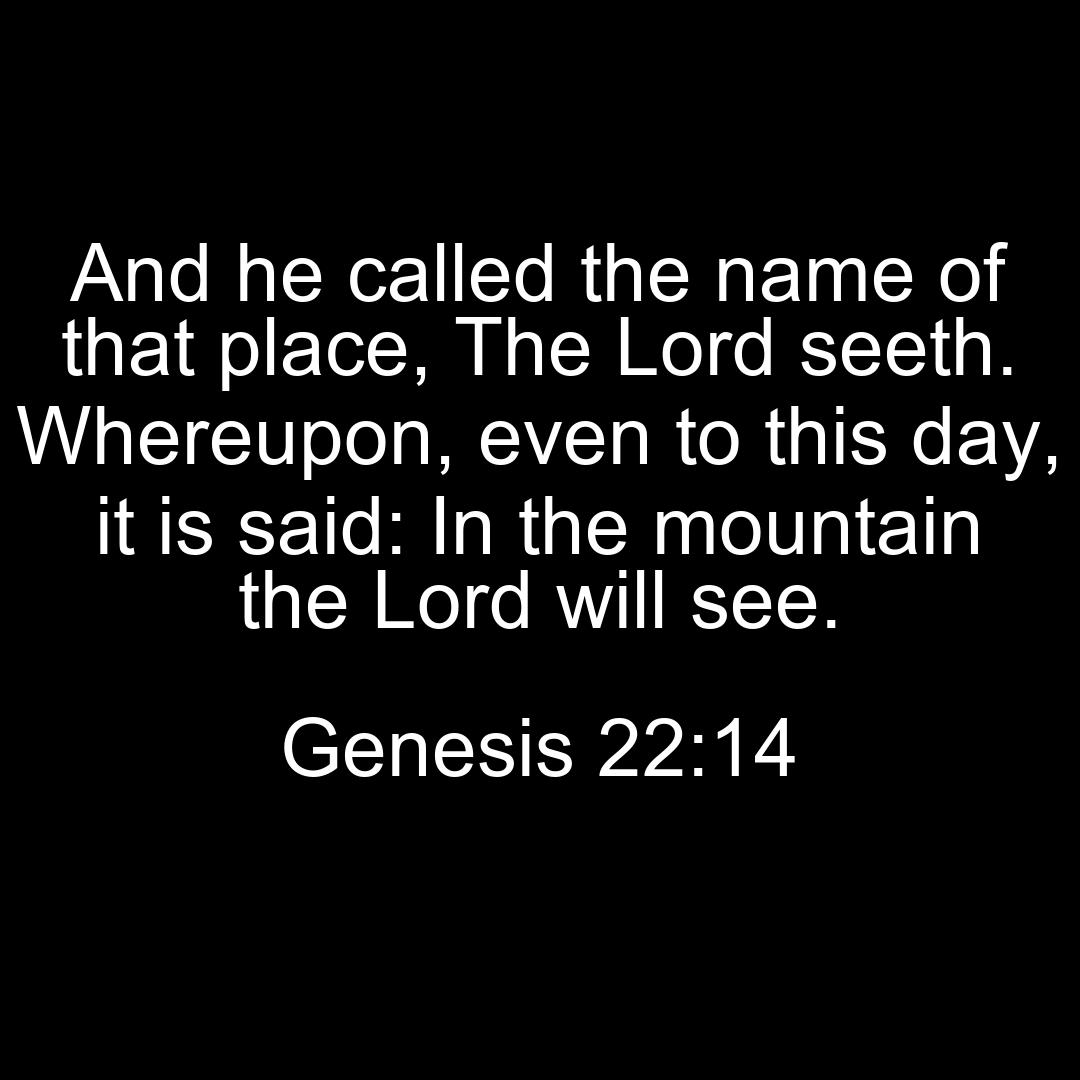 And he called the name of
that place, The Lord seeth.
Whereupon, even to this day,
it is said: In the mountain
the Lord will see.
Genesis 22:14